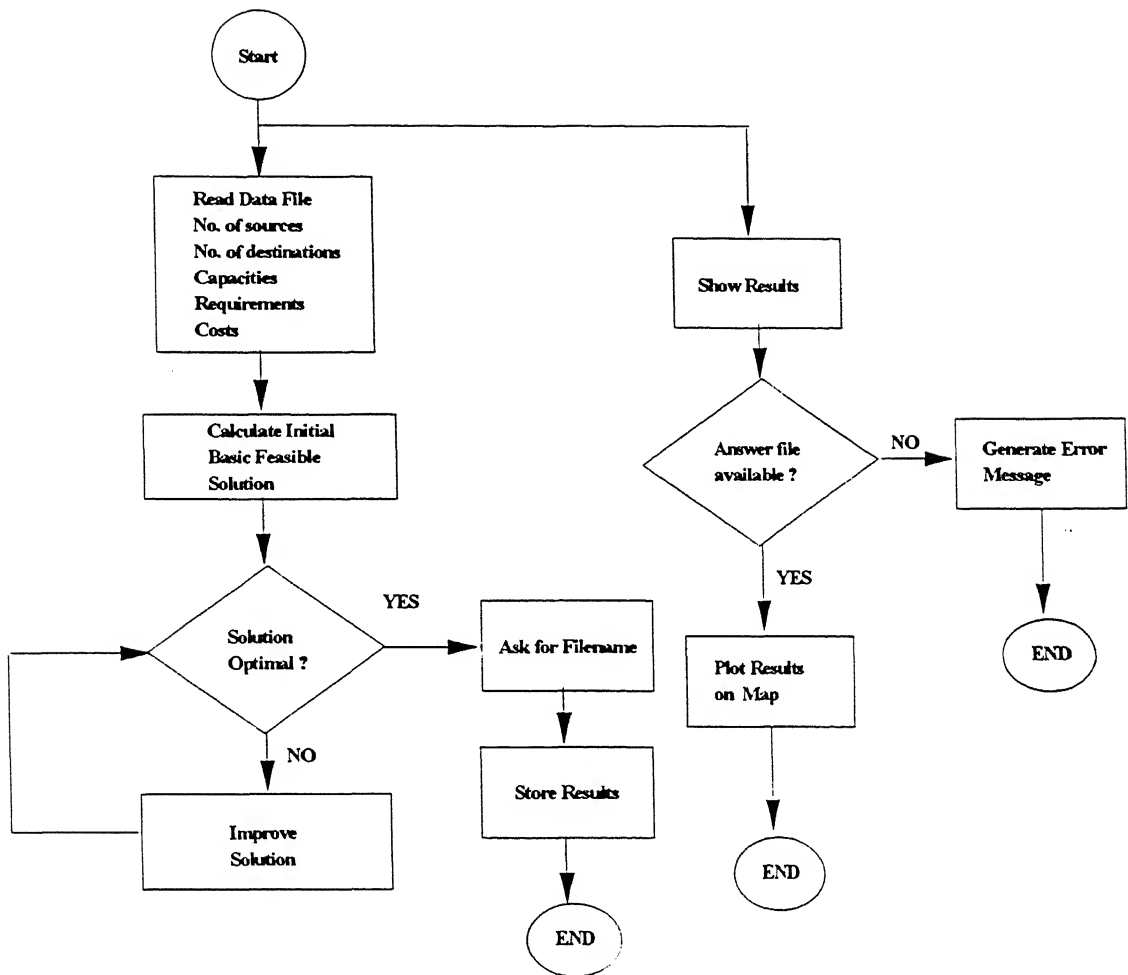 Start
Read Data File
No. of sources
No. of destinations
Capacities
Requirements
Costs
Show Results
Calculate Initial
Basic Feasible
Solution
Answer file
available ?
NO
Generate Error
Message
YES
Solution
Optimal ?
YES
Ask for Filename
Plot Results
on Map
END
NO
Improve
Solution
Store Results
END
END